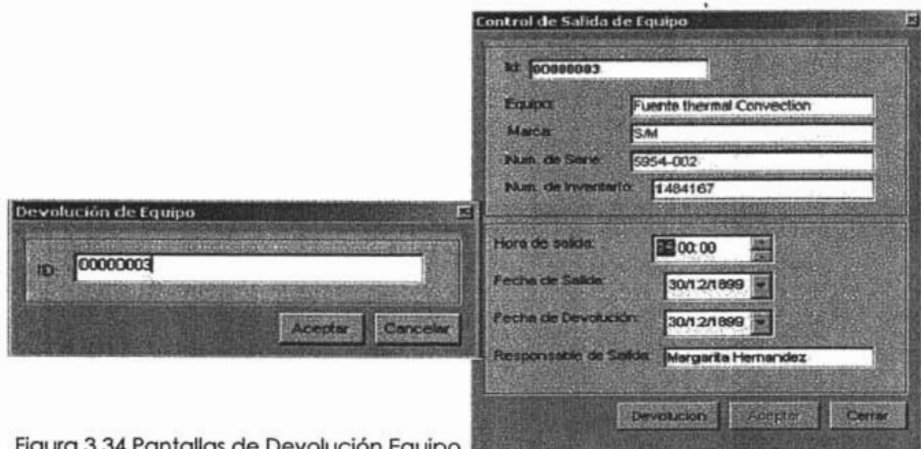 Control de Salida de Equipo
Id: 00000003
Equipo: Fuente thermal Convection
Marca: S/M
Num. de Serie: 5954-002
Num. de Inventario: 1484167
Hora de salida: :00:00
Fecha de Salida: 30/12/1899
Fecha de Devolución: 30/12/1899
Responsable de Salida: Margarita Hernandez
Devolucion Aceptar Cerrar
Devolución de Equipo
ID: 00000003
Aceptar Cancelar
Figura 3.34 Pantallas de Devolución Equipo